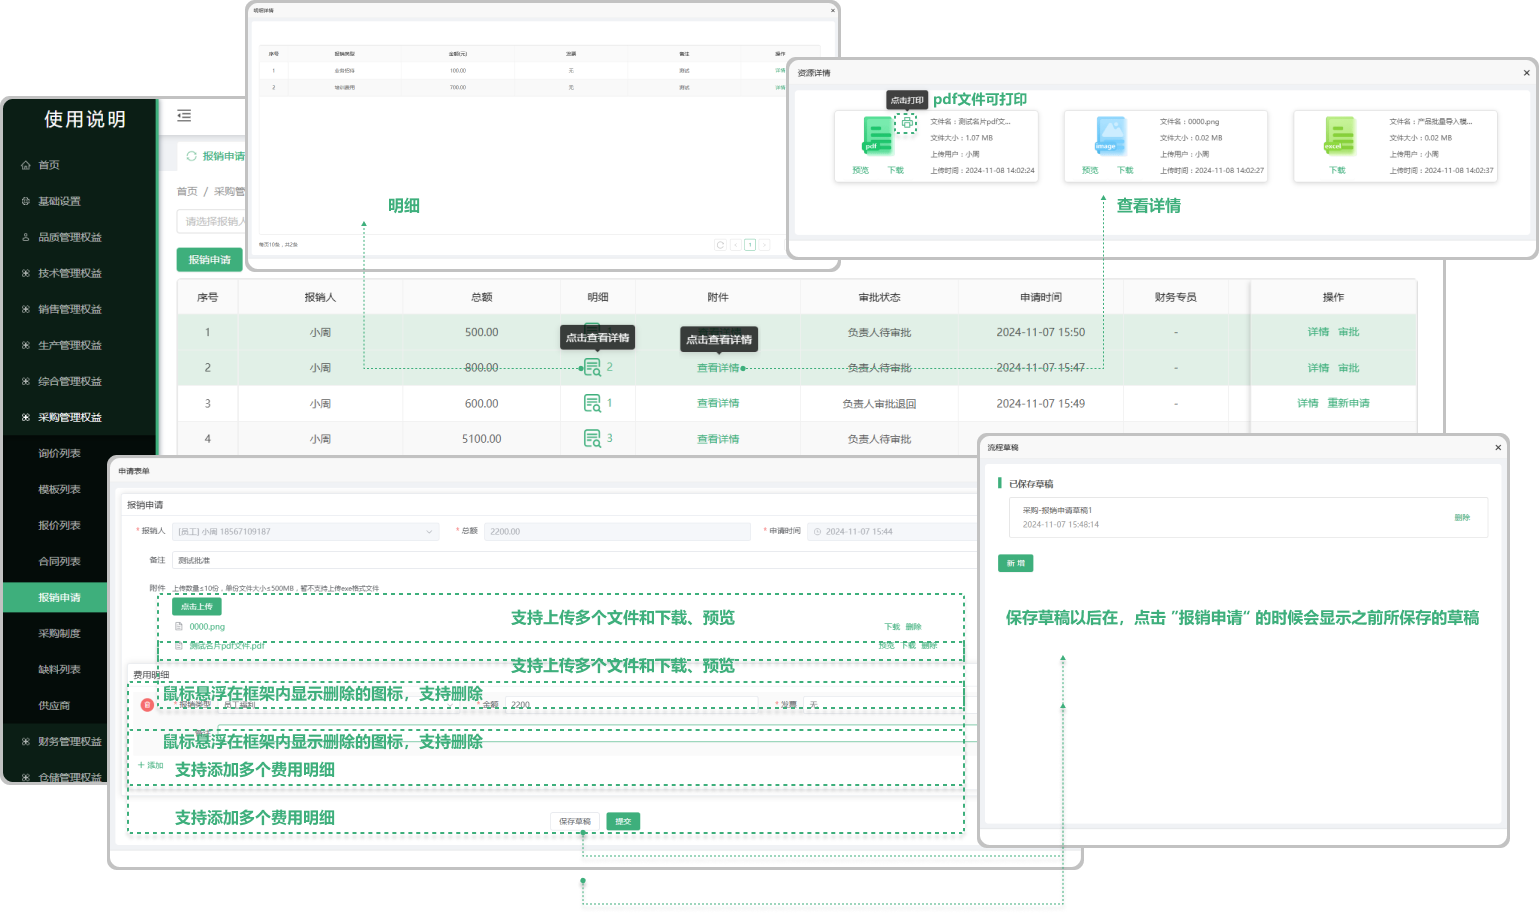 明细详情
×
序号 报销类型 金额(元) 发票 备注 操作
1 业务招待 100.00 无 测试 详情
2 培训费用 700.00 无 测试 详情
每页10条，共2条
1
明细
资源详情
×
点击打印 pdf文件可打印
pdf
文件名：测试名片pdf文...
文件大小：1.07 MB
上传用户：小周
上传时间：2024-11-08 14:02:24
预览 下载
image
文件名：0000.png
文件大小：0.02 MB
上传用户：小周
上传时间：2024-11-08 14:02:27
预览 下载
excel
文件名：产品批量导入模...
文件大小：0.02 MB
上传用户：小周
上传时间：2024-11-08 14:02:37
下载
查看详情
使用说明
首页
基础设置
品质管理权益
技术管理权益
销售管理权益
生产管理权益
综合管理权益
采购管理权益
询价列表
模板列表
报价列表
合同列表
报销申请
采购制度
缺料列表
供应商
财务管理权益
仓储管理权益
报销申请
首页 / 采购管
请选择报销人
报销申请
序号 报销人 总额 明细 附件 审批状态 申请时间 财务专员 操作
1 小周 500.00 负责人待审批 2024-11-07 15:50 - 详情 审批
点击查看详情 点击查看详情
2 小周 800.00 2 查看详情 负责人待审批 2024-11-07 15:47 - 详情 审批
3 小周 600.00 1 查看详情 负责人审批退回 2024-11-07 15:49 - 详情 重新申请
4 小周 5100.00 3 查看详情 负责人待审批
申请表单
报销申请
* 报销人 [员工] 小周 18567109187 * 总额 2200.00 * 申请时间 2024-11-07 15:44
备注 测试批准
附件 上传数量≤10份，单份文件大小≤500MB，暂不支持上传exe格式文件
点击上传
支持上传多个文件和下载、预览
0000.png 下载 删除
测试名片pdf文件.pdf 预览 下载 删除
支持上传多个文件和下载、预览
费用明细
鼠标悬浮在框架内显示删除的图标，支持删除
* 报销类型 员工福利 * 金额 2200 * 发票 无
鼠标悬浮在框架内显示删除的图标，支持删除
+ 添加
支持添加多个费用明细
支持添加多个费用明细
保存草稿 提交
流程草稿
×
已保存草稿
采购-报销申请草稿1
2024-11-07 15:48:14
删除
新 增
保存草稿以后在，点击 ”报销申请“ 的时候会显示之前所保存的草稿